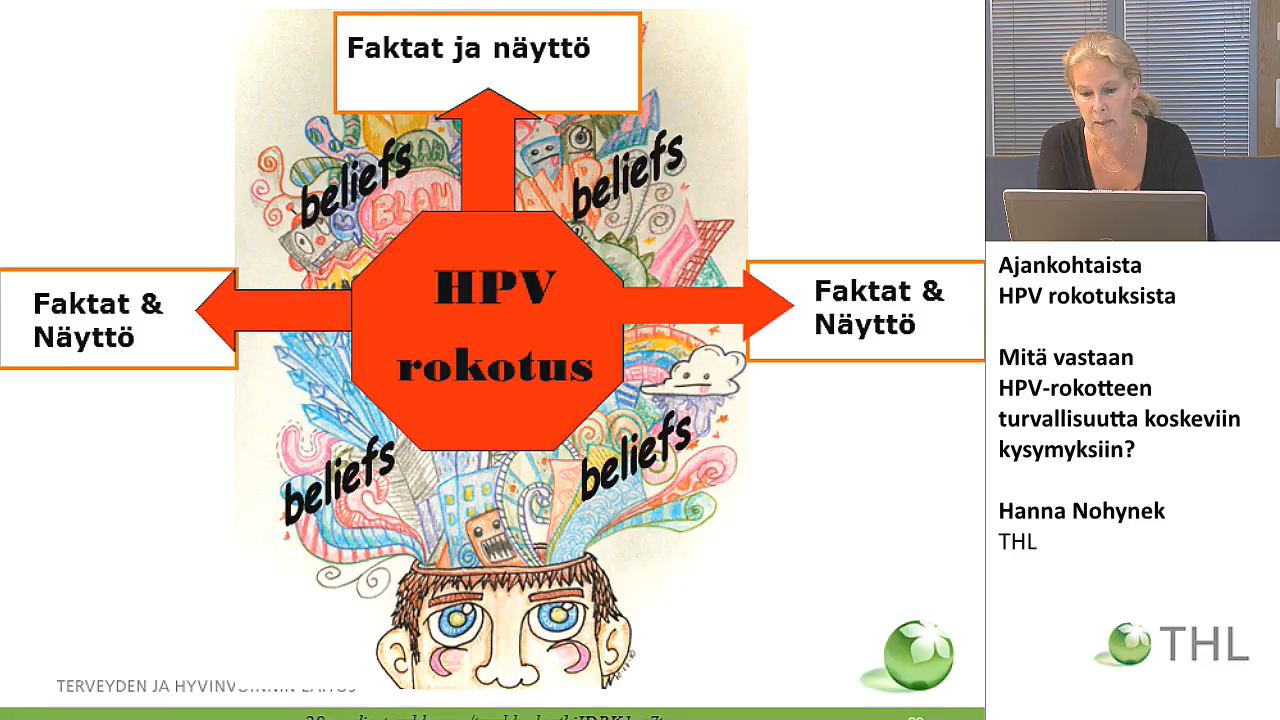 Faktat ja näyttö
beliefs
beliefs
BLAH
HPV
rokotus
Faktat &
Näyttö
Faktat &
Näyttö
beliefs
beliefs
TERVEYDEN JA HYVINVOINNIN LAITOS
Ajankohtaista
HPV rokotuksista
Mitä vastaan
HPV-rokotteen
turvallisuutta koskeviin
kysymyksiin?
Hanna Nohynek
THL
THL